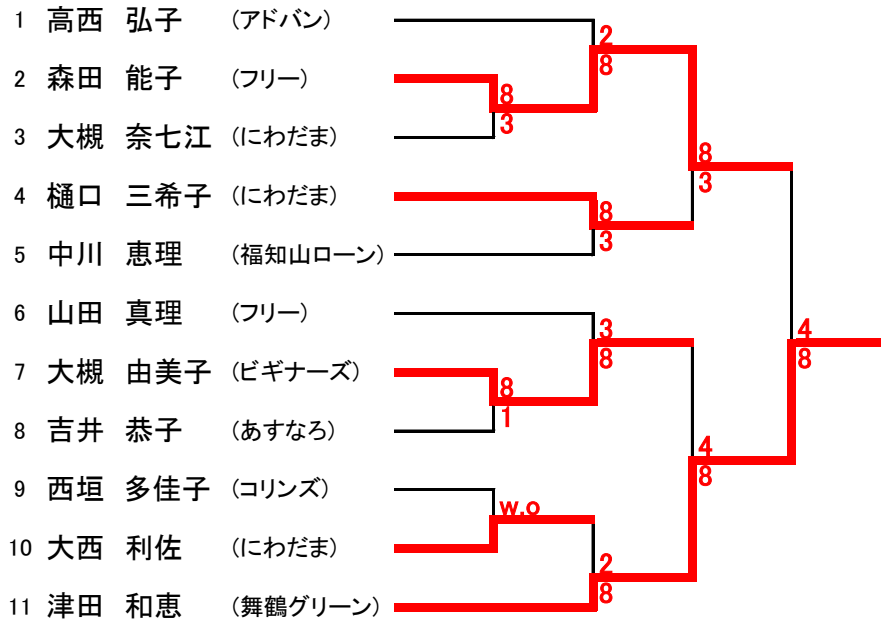 1 高西 弘子 (アドバン)
2
8
2 森田 能子 (フリー)
8
3
3 大槻 奈七江 (にわだま)
8
3
4 樋口 三希子 (にわだま)
8
3
5 中川 恵理 (福知山ローン)
6 山田 真理 (フリー)
3
8
4
8
7 大槻 由美子 (ビギナーズ)
8
1
8 吉井 恭子 (あすなろ)
4
8
9 西垣 多佳子 (コリンズ)
w.o
10 大西 利佐 (にわだま)
2
8
11 津田 和恵 (舞鶴グリーン)